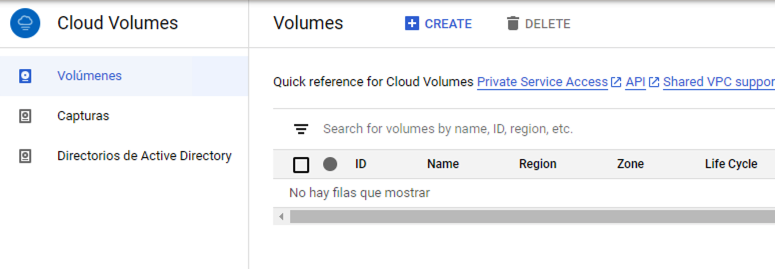 Cloud Volumes
Volumes
CREATE
DELETE
Volúmenes
Capturas
Directorios de Active Directory
Quick reference for Cloud Volumes Private Service Access API Shared VPC suppor
Search for volumes by name, ID, region, etc.
ID Name Region Zone Life Cycle
No hay filas que mostrar